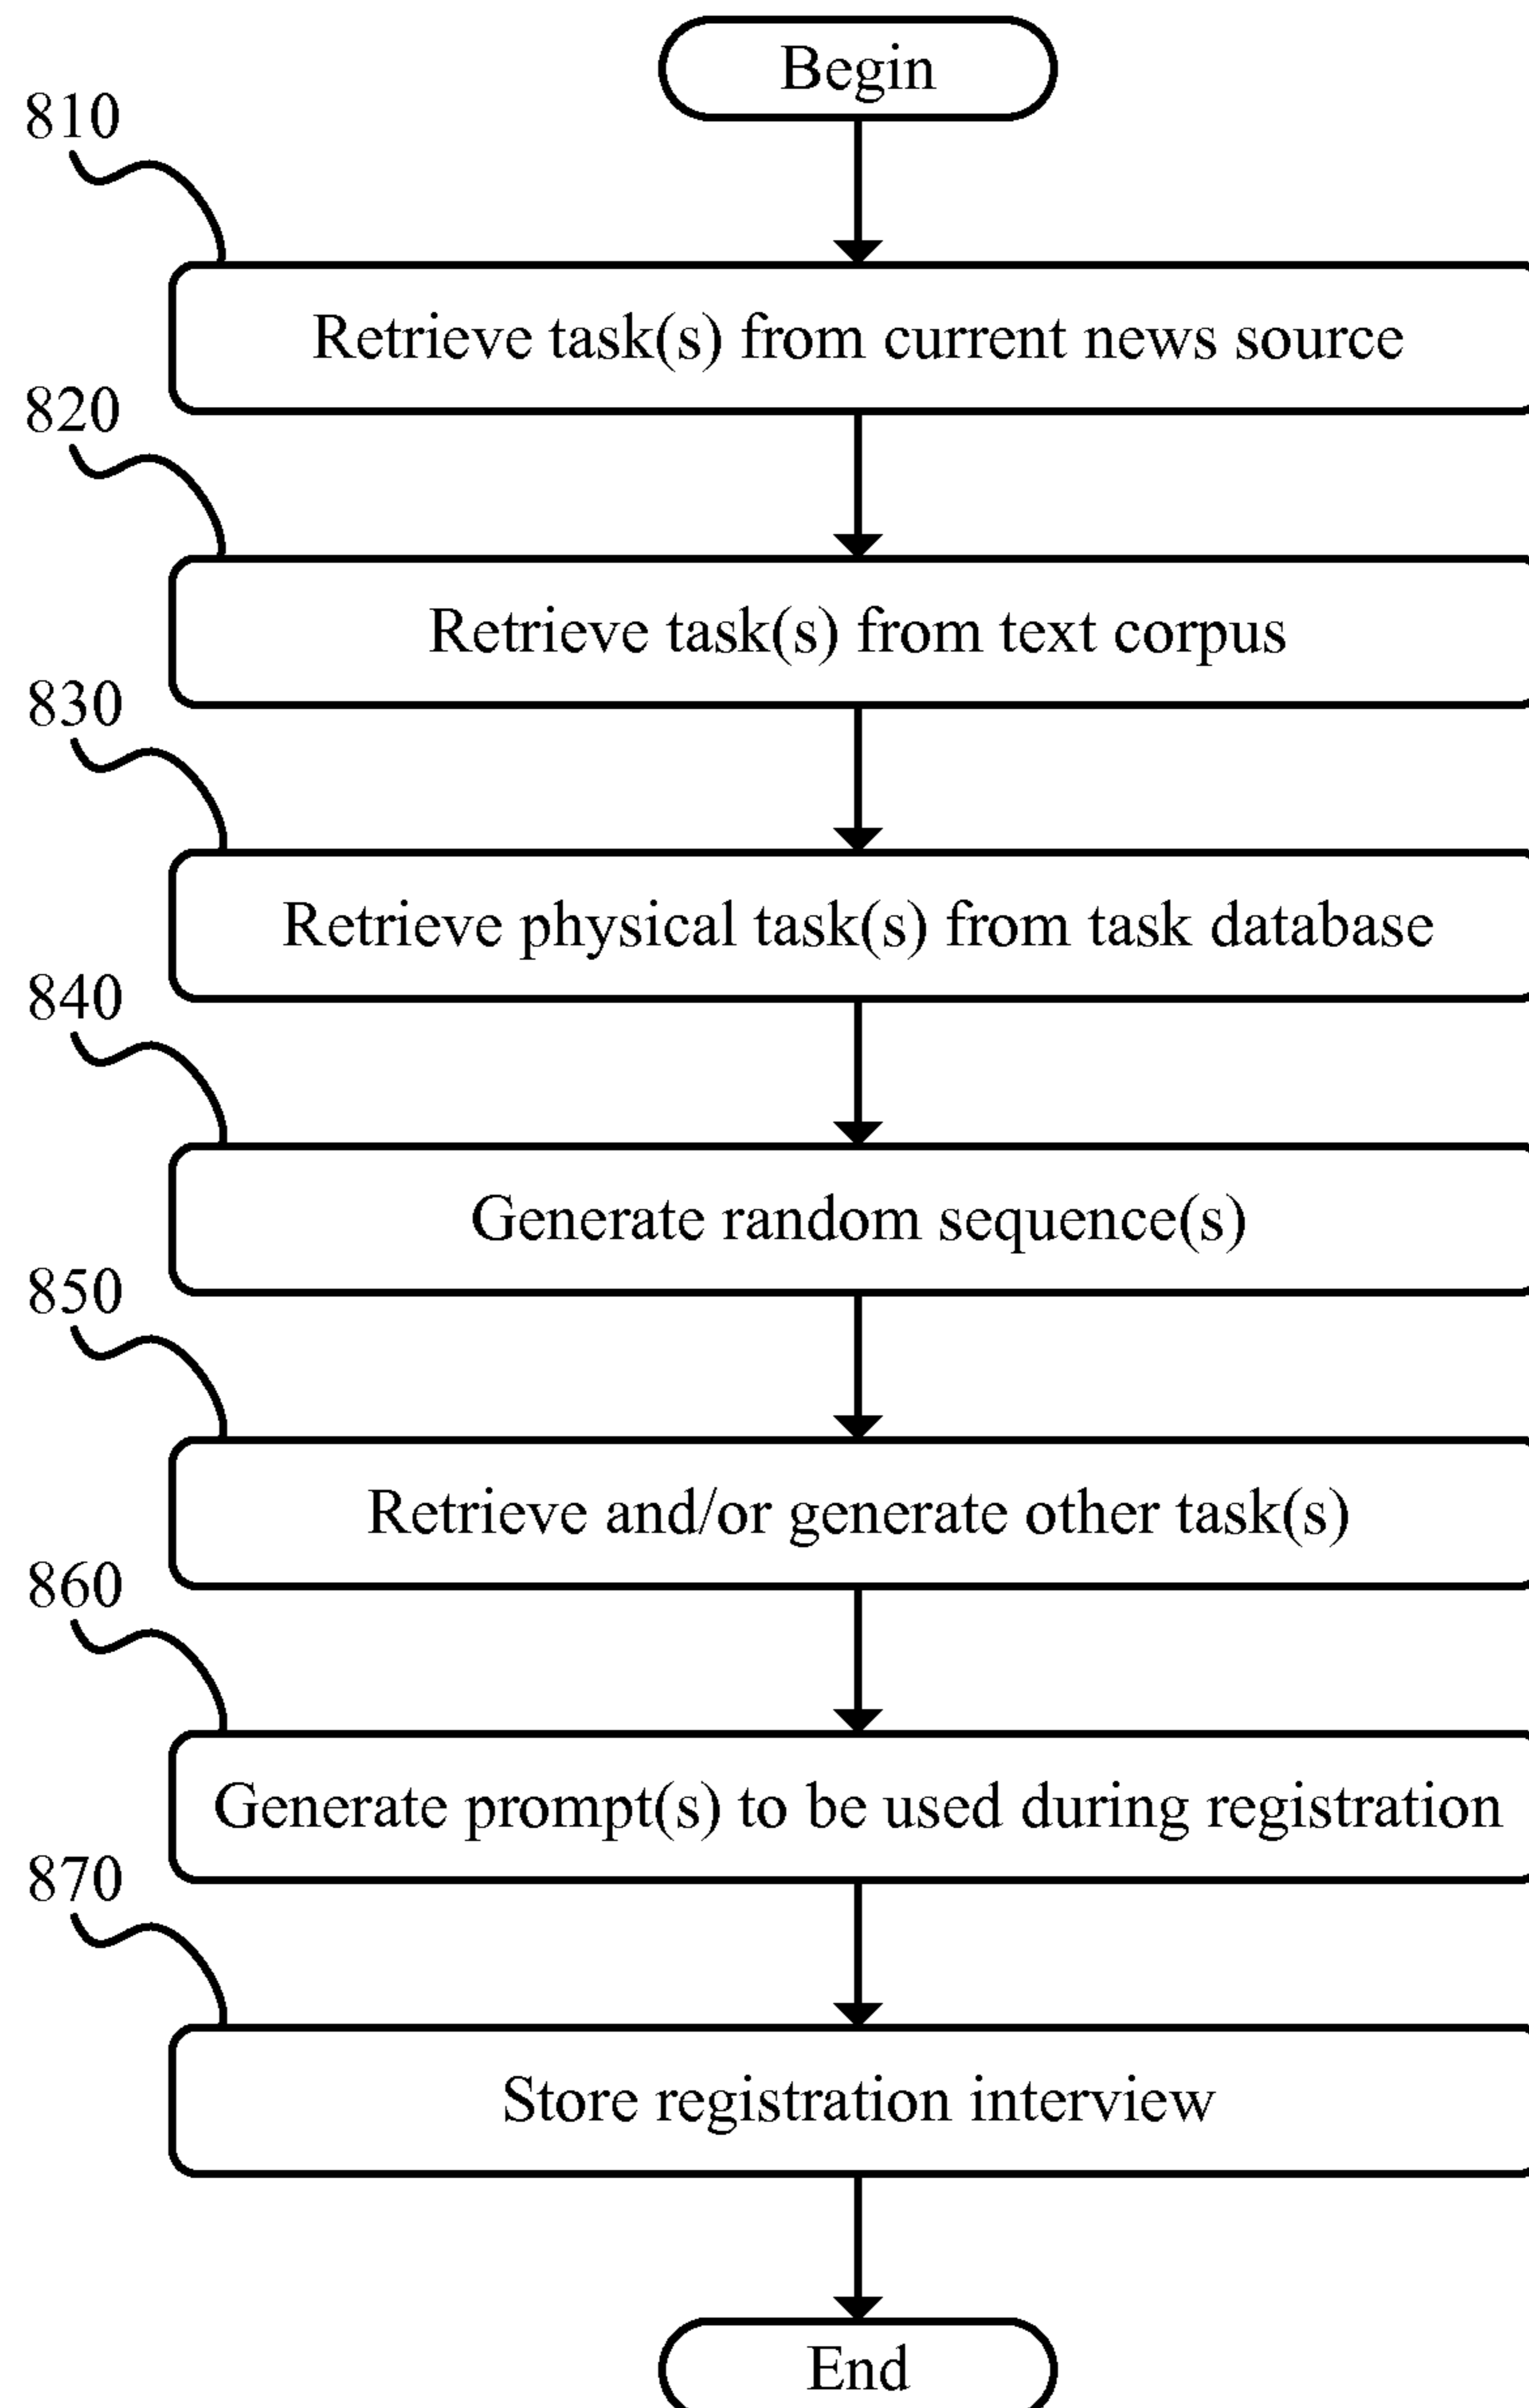 Begin
810
Retrieve task(s) from current news source
820
Retrieve task(s) from text corpus
830
Retrieve physical task(s) from task database
840
Generate random sequence(s)
850
Retrieve and/or generate other task(s)
860
Generate prompt(s) to be used during registration
870
Store registration interview
End